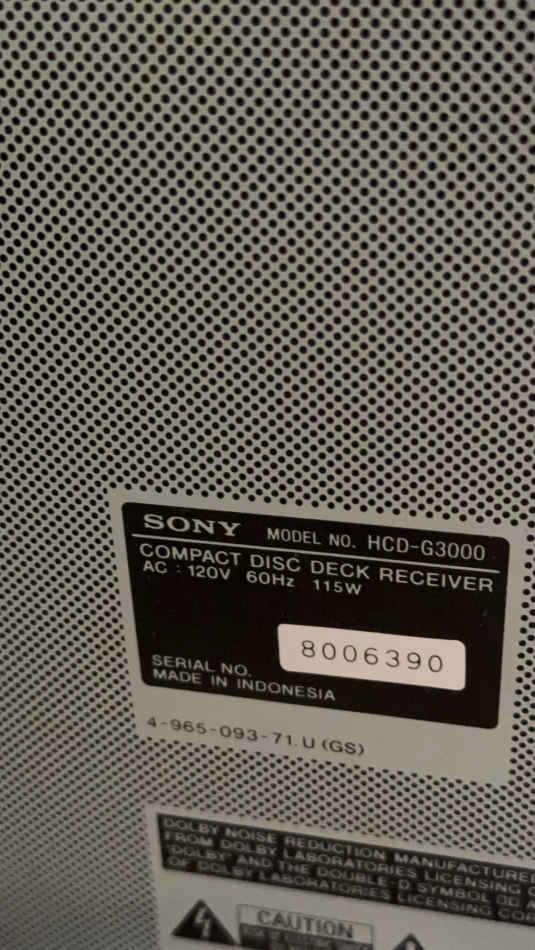 SONY MODEL NO. HCD-G3000
COMPACT DISC DECK RECEIVER
AC : 120V 60Hz 115W
8006390
SERIAL NO.
MADE IN INDONESIA
4-965-093-71.U (GS)
DOLBY NOISE REDUCTION MANUFACTURED
FROM DOLBY LABORATORIES LICENSING
"DOLBY" AND THE DOUBLE-D SYMBOL
OF DOLBY LABORATORIES LICENSING COR
CAUTION